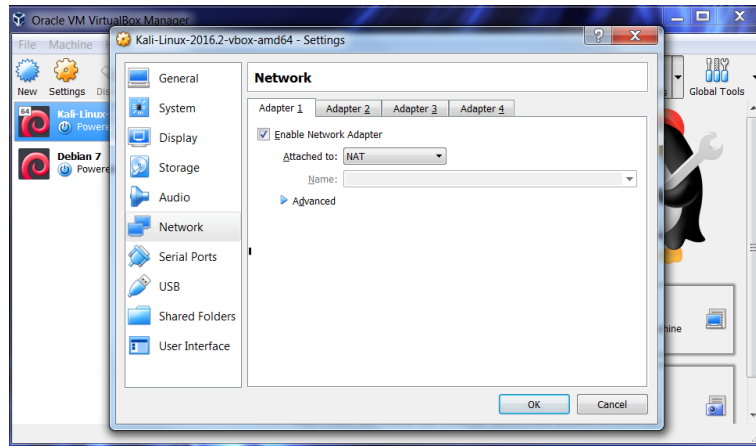 Oracle VM VirtualBox Manager
File Machine
New Settings Dis
Global Tools
64
Kali-Linux-
Powere
Debian 7
Powere
hine
Kali-Linux-2016.2-vbox-amd64 - Settings
General
System
Display
Storage
Audio
Network
Serial Ports
USB
Shared Folders
User Interface
Network
Adapter 1 Adapter 2 Adapter 3 Adapter 4
Enable Network Adapter
Attached to: NAT
Name:
Advanced
OK Cancel